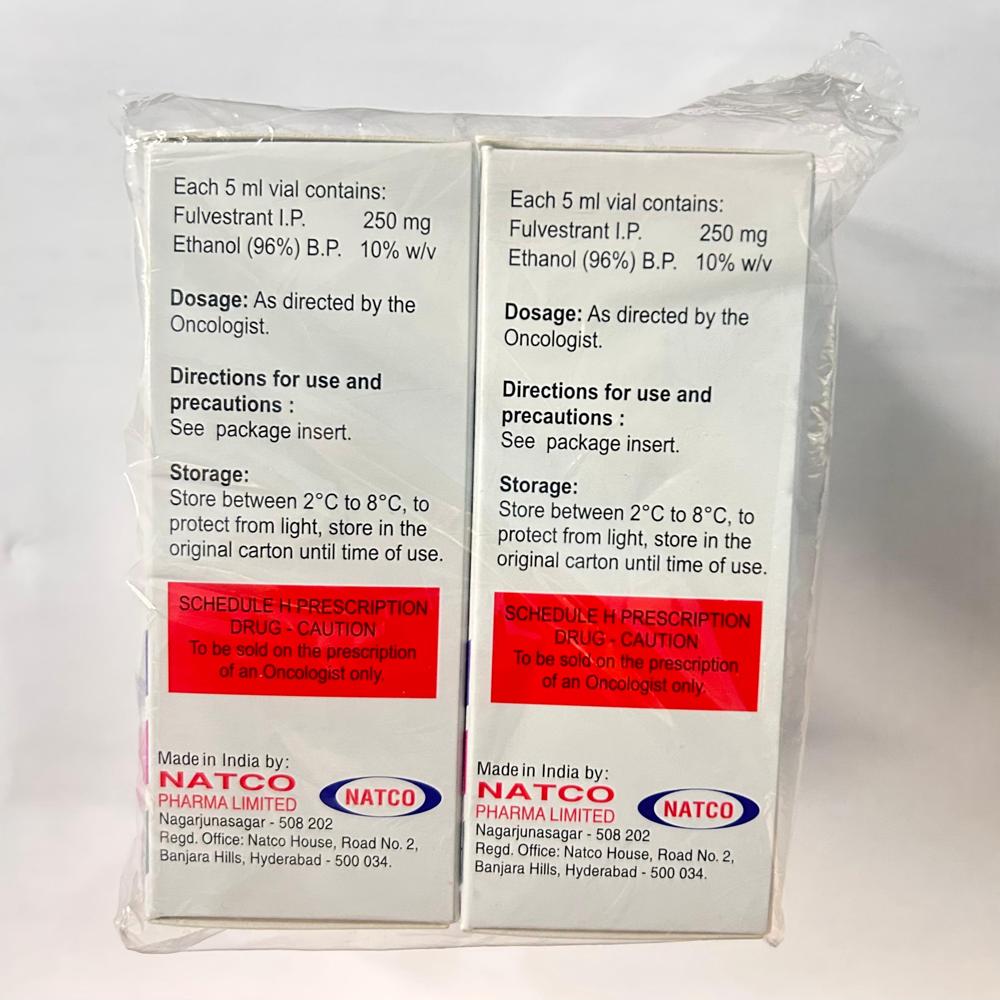 Each 5 ml vial contains:
Fulvestrant I.P. 250 mg
Ethanol (96%) B.P. 10% w/v
Dosage: As directed by the
Oncologist.
Directions for use and
precautions :
See package insert.
Storage:
Store between 2°C to 8°C, to
protect from light, store in the
original carton until time of use.
SCHEDULE H PRESCRIPTION
DRUG - CAUTION
To be sold on the prescription
of an Oncologist only.
Made in India by:
NATCO
PHARMA LIMITED
NATCO
Nagarjunasagar - 508 202
Regd. Office: Natco House, Road No. 2,
Banjara Hills, Hyderabad - 500 034.
Each 5 ml vial contains:
Fulvestrant I.P. 250 mg
Ethanol (96%) B.P. 10% w/v
Dosage: As directed by the
Oncologist.
Directions for use and
precautions :
See package insert.
Storage:
Store between 2°C to 8°C, to
protect from light, store in the
original carton until time of use.
SCHEDULE H PRESCRIPTION
DRUG - CAUTION
To be sold on the prescription
of an Oncologist only.
Made in India by:
NATCO
PHARMA LIMITED
NATCO
Nagarjunasagar - 508 202
Regd. Office: Natco House, Road No. 2,
Banjara Hills, Hyderabad - 500 034.